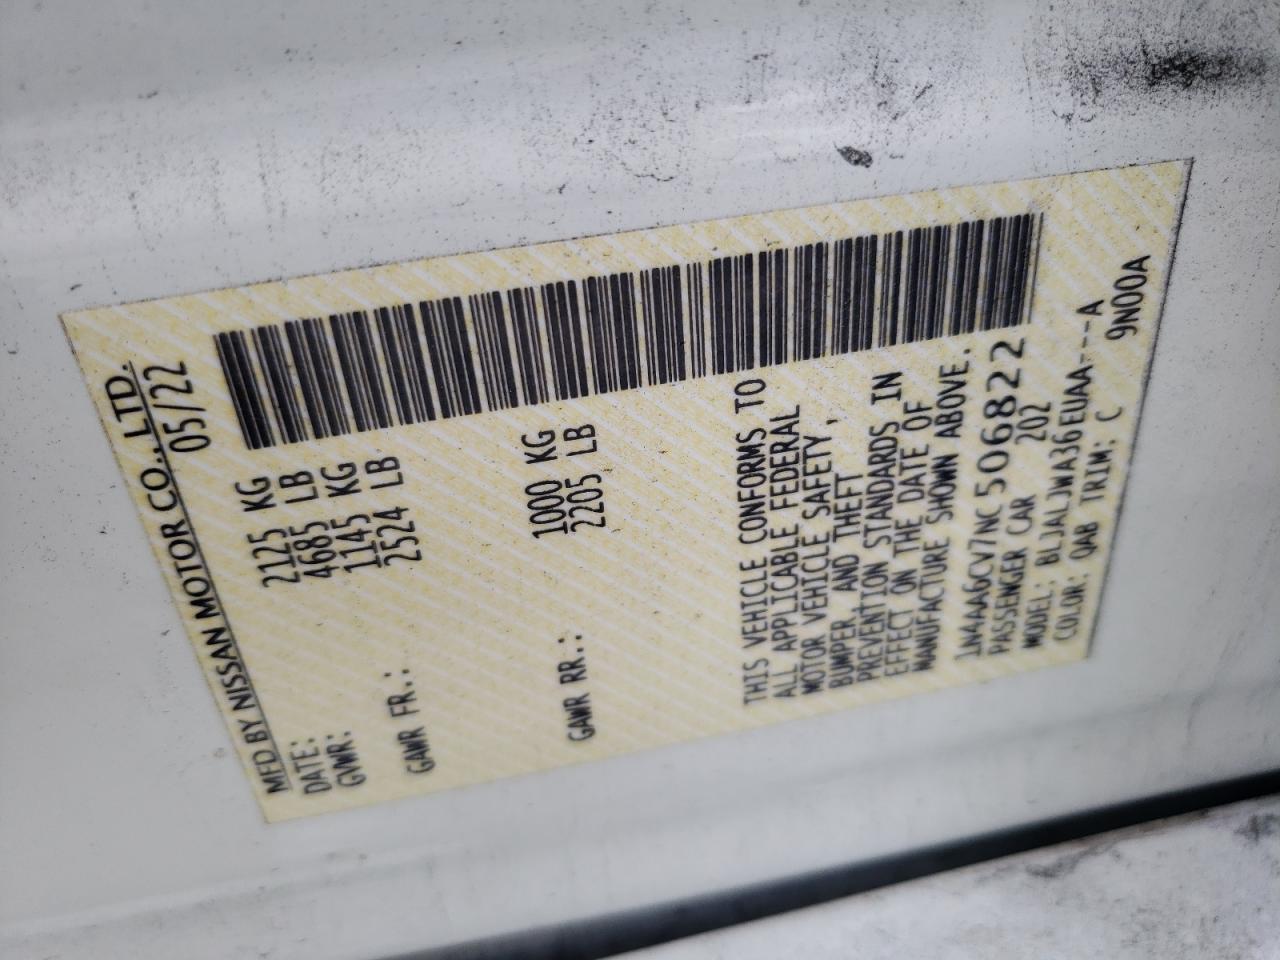 MFD BY NISSAN MOTOR CO., LTD.
DATE: 05/22
GVWR: 2125 KG
4685 LB
GAWR FR.: 1145 KG
2524 LB
GAWR RR.: 1000 KG
2205 LB
THIS VEHICLE CONFORMS TO
ALL APPLICABLE FEDERAL
MOTOR VEHICLE SAFETY,
BUMPER, AND THEFT
PREVENTION STANDARDS IN
EFFECT ON THE DATE OF
MANUFACTURE SHOWN ABOVE.
1N4AA6CV7NC506822
PASSENGER CAR 202
MODEL: BLJALJWA36EUAA---A
COLOR: QAB TRIM: C 9N00A